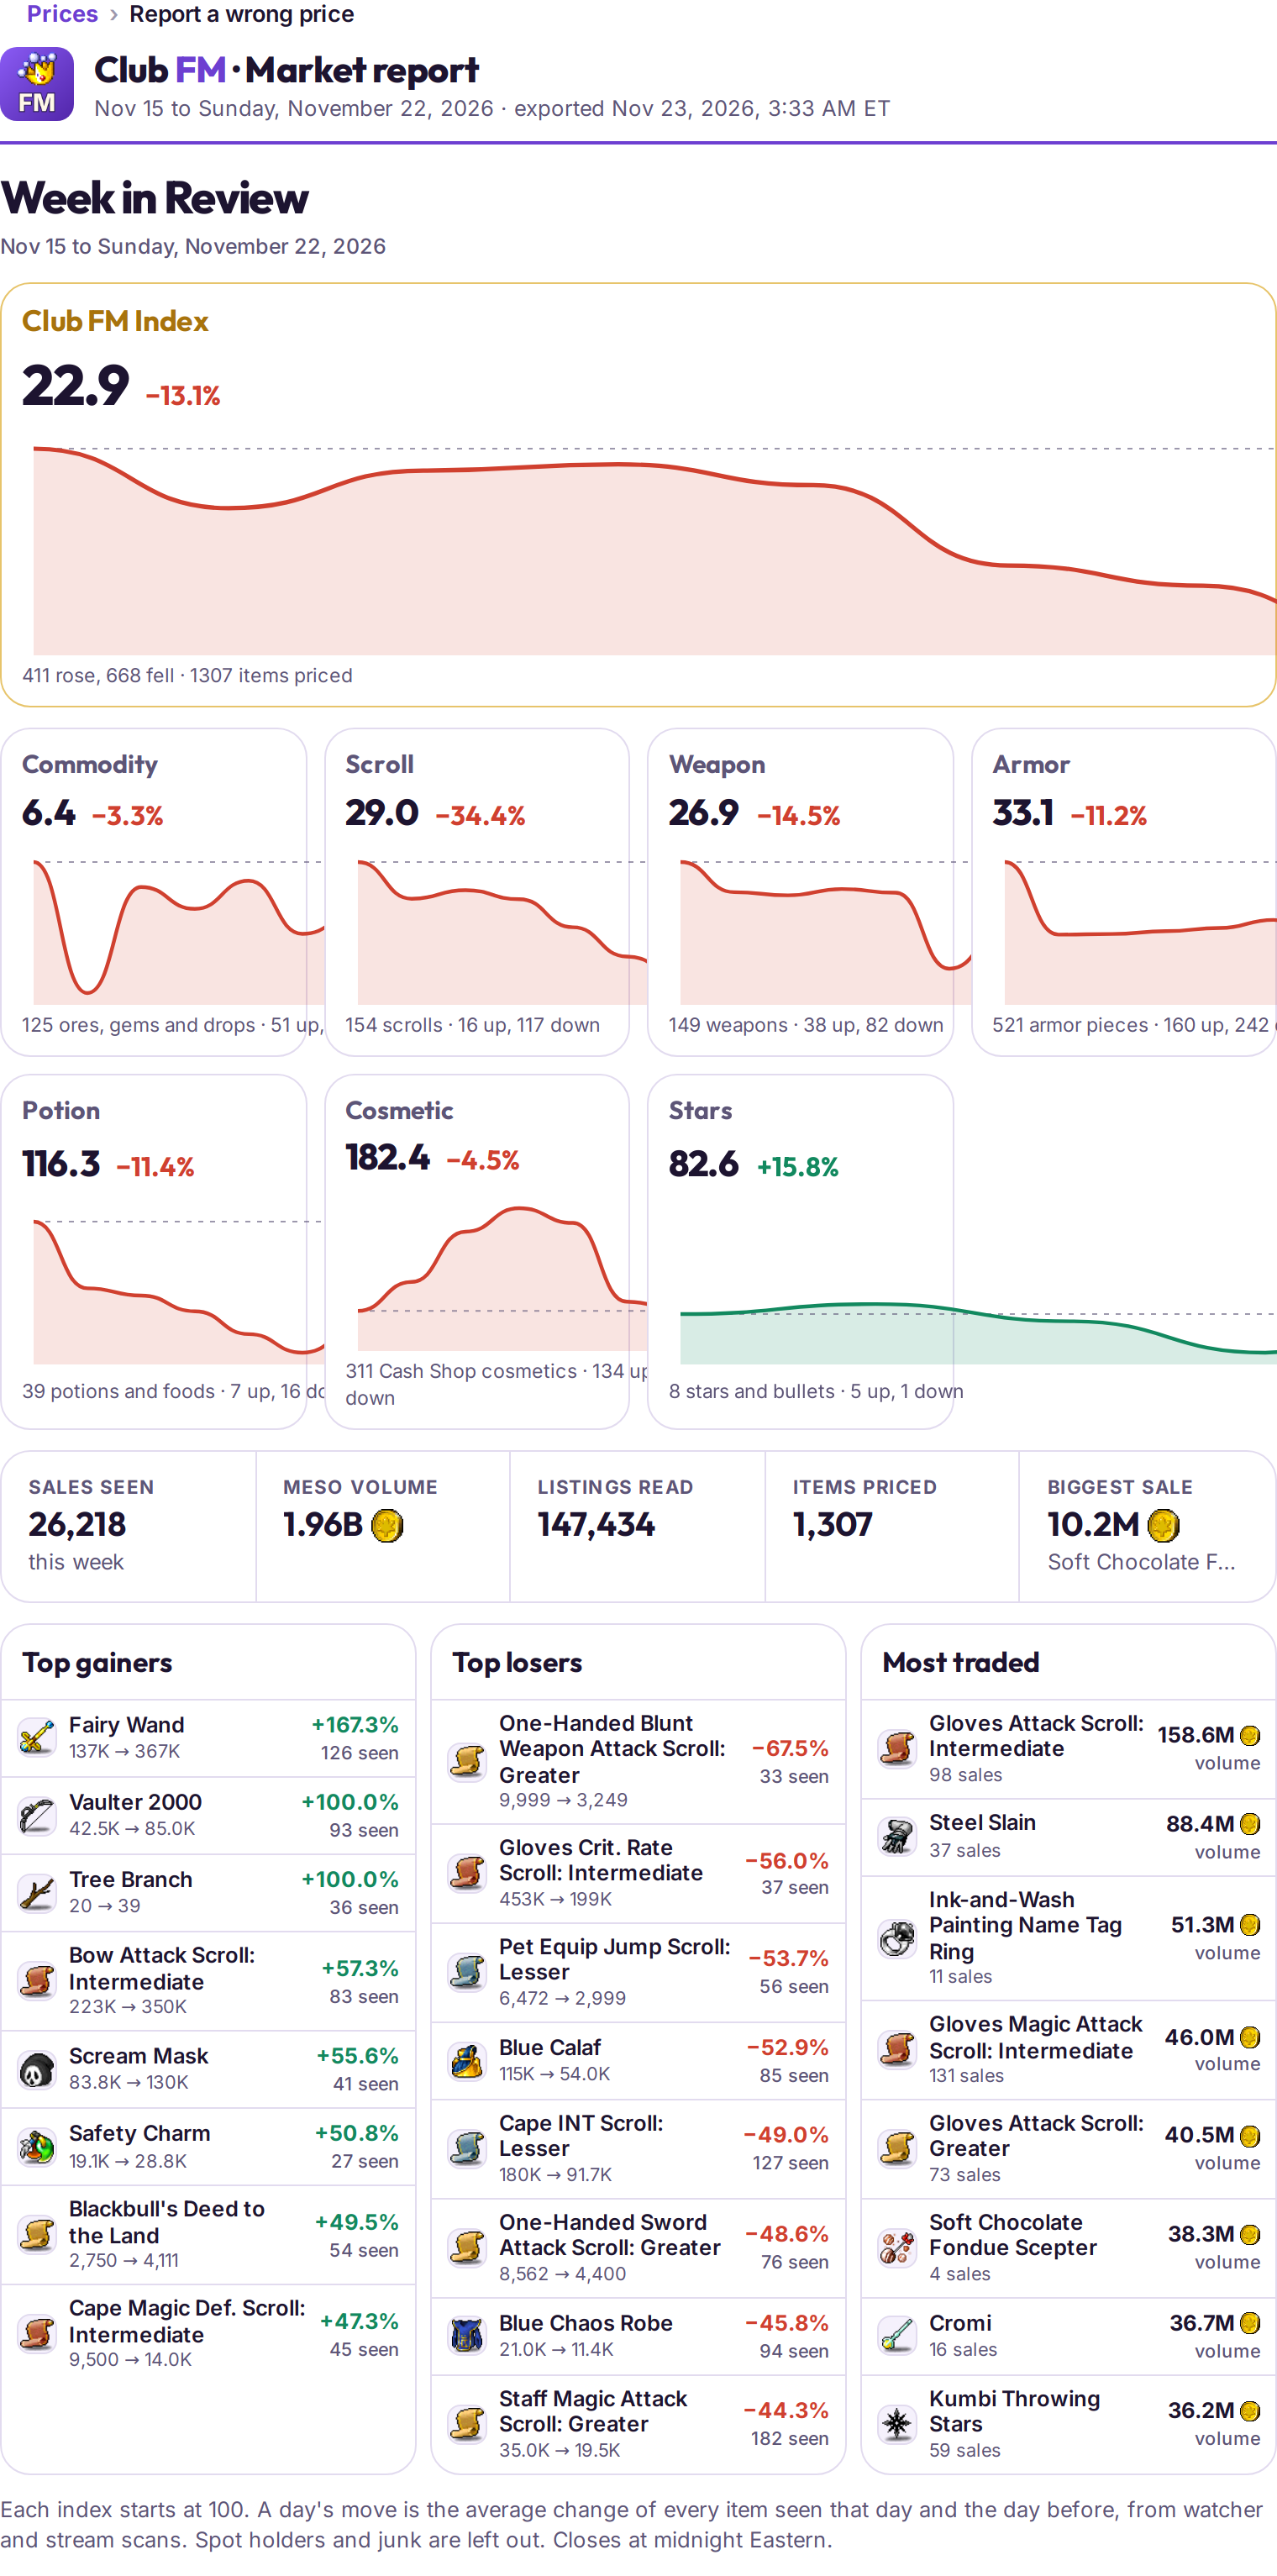 Prices › Report a wrong price
FM
Club FM · Market report
Nov 15 to Sunday, November 22, 2026 · exported Nov 23, 2026, 3:33 AM ET
Week in Review
Nov 15 to Sunday, November 22, 2026
Club FM Index
22.9 −13.1%
411 rose, 668 fell · 1307 items priced
Commodity
6.4 −3.3%
125 ores, gems and drops · 51 up,
Scroll
29.0 −34.4%
154 scrolls · 16 up, 117 down
Weapon
26.9 −14.5%
149 weapons · 38 up, 82 down
Armor
33.1 −11.2%
521 armor pieces · 160 up, 242
Potion
116.3 −11.4%
39 potions and foods · 7 up, 16
Cosmetic
182.4 −4.5%
311 Cash Shop cosmetics · 134 up
down
Stars
82.6 +15.8%
8 stars and bullets · 5 up, 1 down
SALES SEEN
26,218
this week
MESO VOLUME
1.96B
LISTINGS READ
147,434
ITEMS PRICED
1,307
BIGGEST SALE
10.2M
Soft Chocolate F...
Top gainers
Fairy Wand
137K → 367K
+167.3%
126 seen
Vaulter 2000
42.5K → 85.0K
+100.0%
93 seen
Tree Branch
20 → 39
+100.0%
36 seen
Bow Attack Scroll:
Intermediate
223K → 350K
+57.3%
83 seen
Scream Mask
83.8K → 130K
+55.6%
41 seen
Safety Charm
19.1K → 28.8K
+50.8%
27 seen
Blackbull's Deed to
the Land
2,750 → 4,111
+49.5%
54 seen
Cape Magic Def. Scroll:
Intermediate
9,500 → 14.0K
+47.3%
45 seen
Top losers
One-Handed Blunt
Weapon Attack Scroll:
Greater
9,999 → 3,249
−67.5%
33 seen
Gloves Crit. Rate
Scroll: Intermediate
453K → 199K
−56.0%
37 seen
Pet Equip Jump Scroll:
Lesser
6,472 → 2,999
−53.7%
56 seen
Blue Calaf
115K → 54.0K
−52.9%
85 seen
Cape INT Scroll:
Lesser
180K → 91.7K
−49.0%
127 seen
One-Handed Sword
Attack Scroll: Greater
8,562 → 4,400
−48.6%
76 seen
Blue Chaos Robe
21.0K → 11.4K
−45.8%
94 seen
Staff Magic Attack
Scroll: Greater
35.0K → 19.5K
−44.3%
182 seen
Most traded
Gloves Attack Scroll:
Intermediate
98 sales
158.6M
volume
Steel Slain
37 sales
88.4M
volume
Ink-and-Wash
Painting Name Tag
Ring
11 sales
51.3M
volume
Gloves Magic Attack
Scroll: Intermediate
131 sales
46.0M
volume
Gloves Attack Scroll:
Greater
73 sales
40.5M
volume
Soft Chocolate
Fondue Scepter
4 sales
38.3M
volume
Cromi
16 sales
36.7M
volume
Kumbi Throwing
Stars
59 sales
36.2M
volume
Each index starts at 100. A day's move is the average change of every item seen that day and the day before, from watcher
and stream scans. Spot holders and junk are left out. Closes at midnight Eastern.